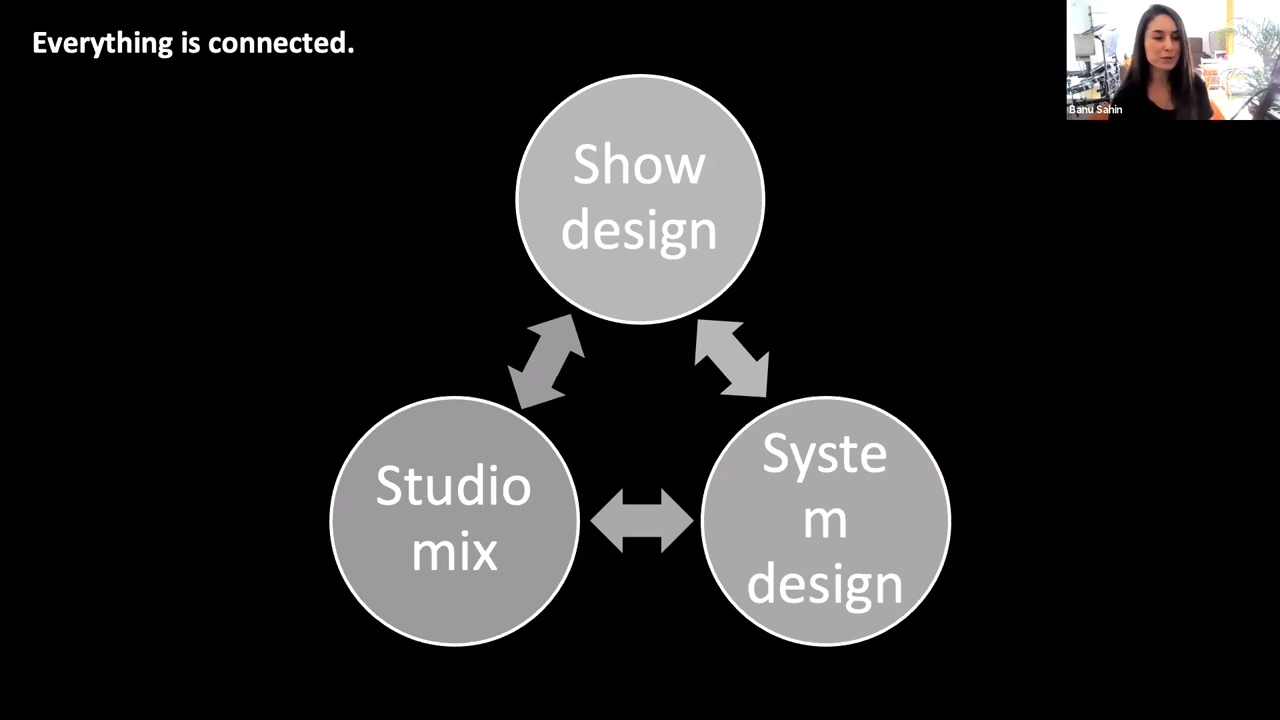 Everything is connected.
Banu Sahin
Show
design
Studio
mix
Syste
m
design